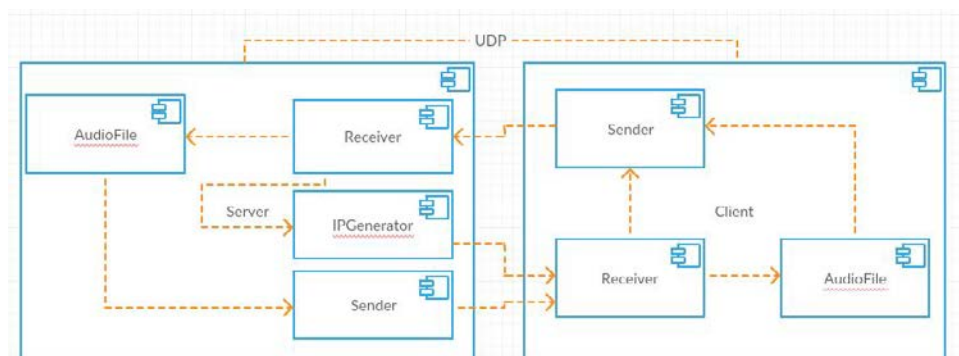 UDP
AudioFile
Receiver
Server
IPGenerator
Sender
Sender
Client
Receiver
AudioFile